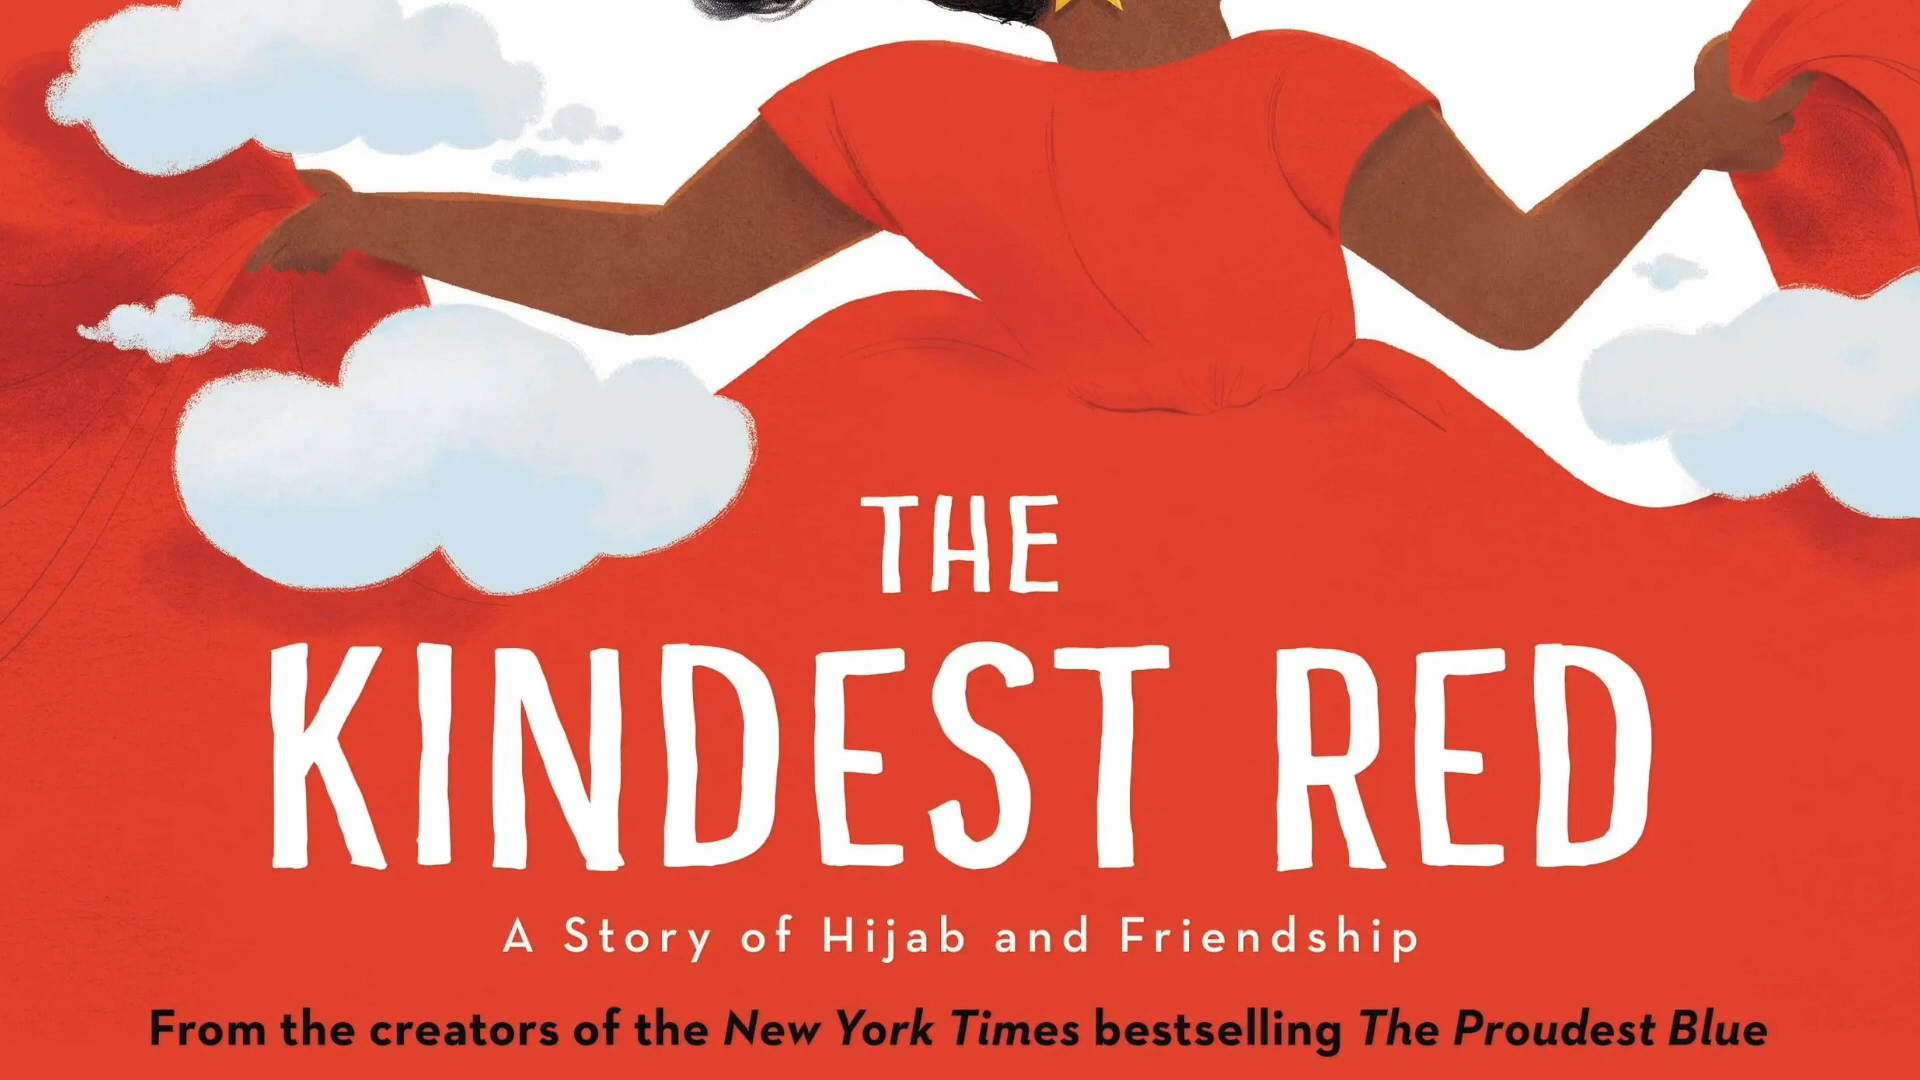 THE
KINDEST RED
A Story of Hijab and Friendship
From the creators of the New York Times bestselling The Proudest Blue